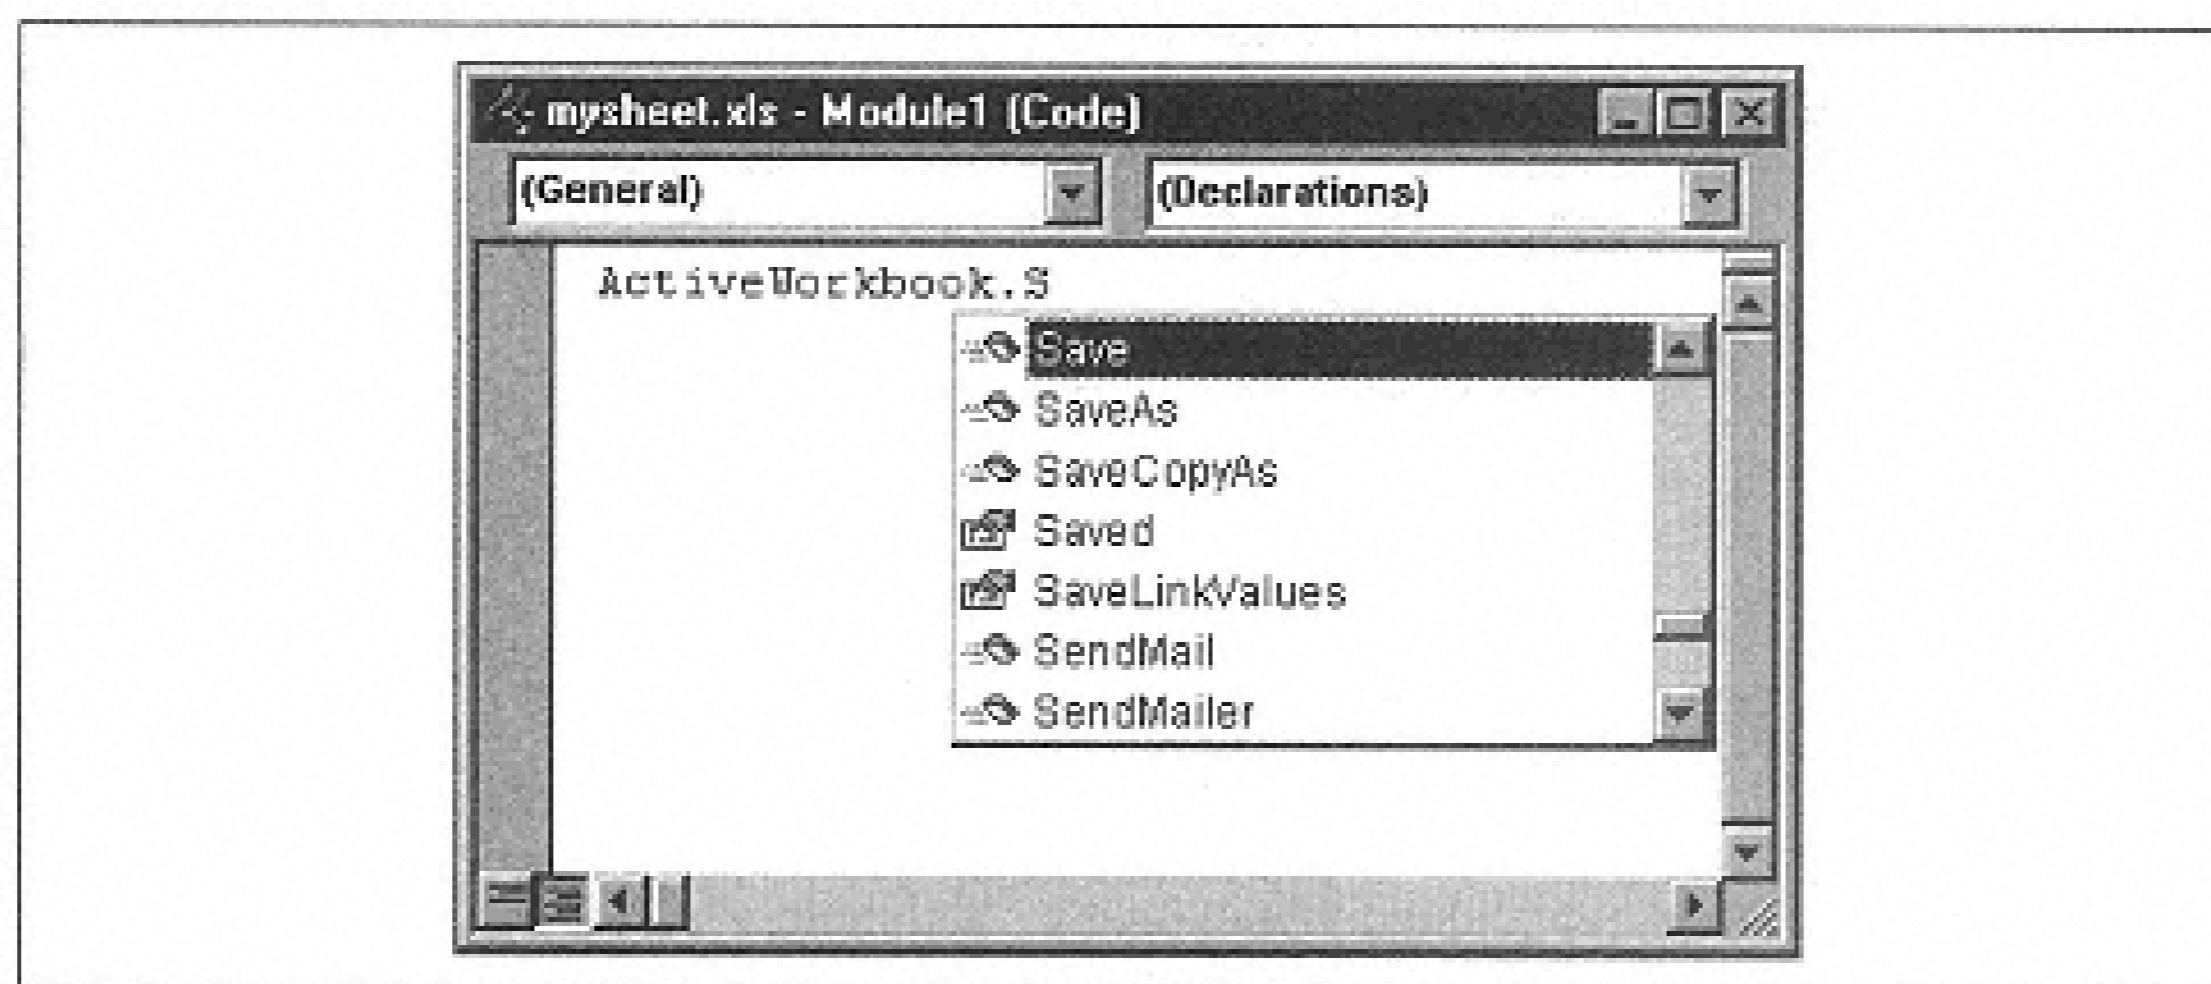 mysheet.xls - Module1 (Code)
(General) (Declarations)
ActiveWorkbook.S
Save
SaveAs
SaveCopyAs
Saved
SaveLinkValues
SendMail
SendMailer